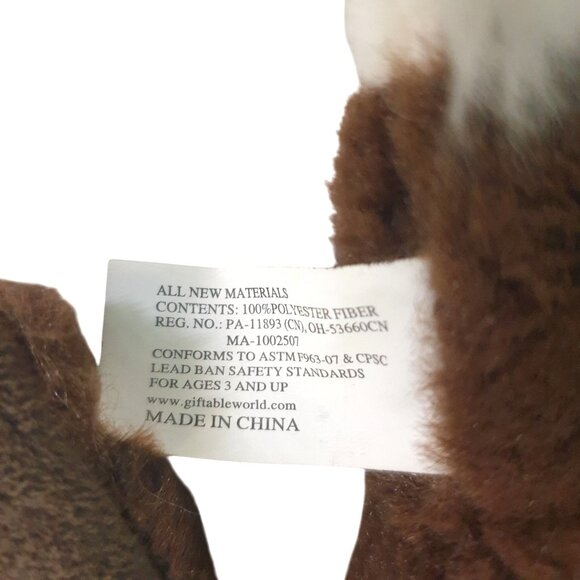 ALL NEW MATERIALS
CONTENTS: 100%POLYESTER FIBER
REG. NO.: PA-11893 (CN), OH-53660CN
MA-1002507
CONFORMS TO ASTM F963-07 & CPSC
LEAD BAN SAFETY STANDARDS
FOR AGES 3 AND UP
www.giftableworld.com
MADE IN CHINA